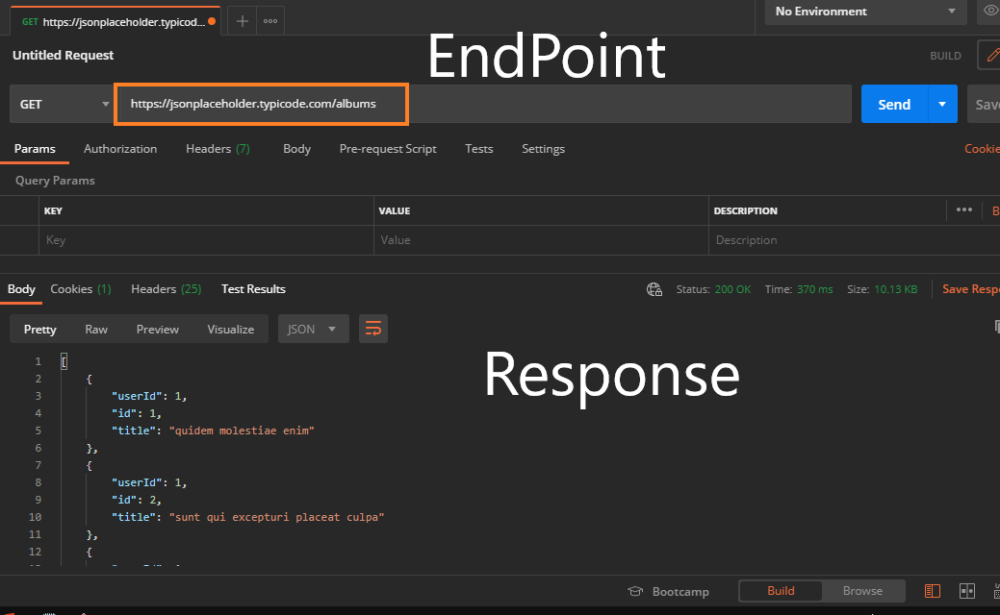 GET https://jsonplaceholder.typicod...
No Environment
EndPoint
Untitled Request
BUILD
GET https://jsonplaceholder.typicode.com/albums Send Save
Params Authorization Headers (7) Body Pre-request Script Tests Settings Cookie
Query Params
KEY VALUE DESCRIPTION B
Key Value Description
Body Cookies (1) Headers (25) Test Results Status: 200 OK Time: 370 ms Size: 10.13 KB Save Resp
Pretty Raw Preview Visualize JSON
Response
1 [
2 {
3 "userId": 1,
4 "id": 1,
5 "title": "quidem molestiae enim"
6 },
7 {
8 "userId": 1,
9 "id": 2,
10 "title": "sunt qui excepturi placeat culpa"
11 },
12 {
Bootcamp Build Browse